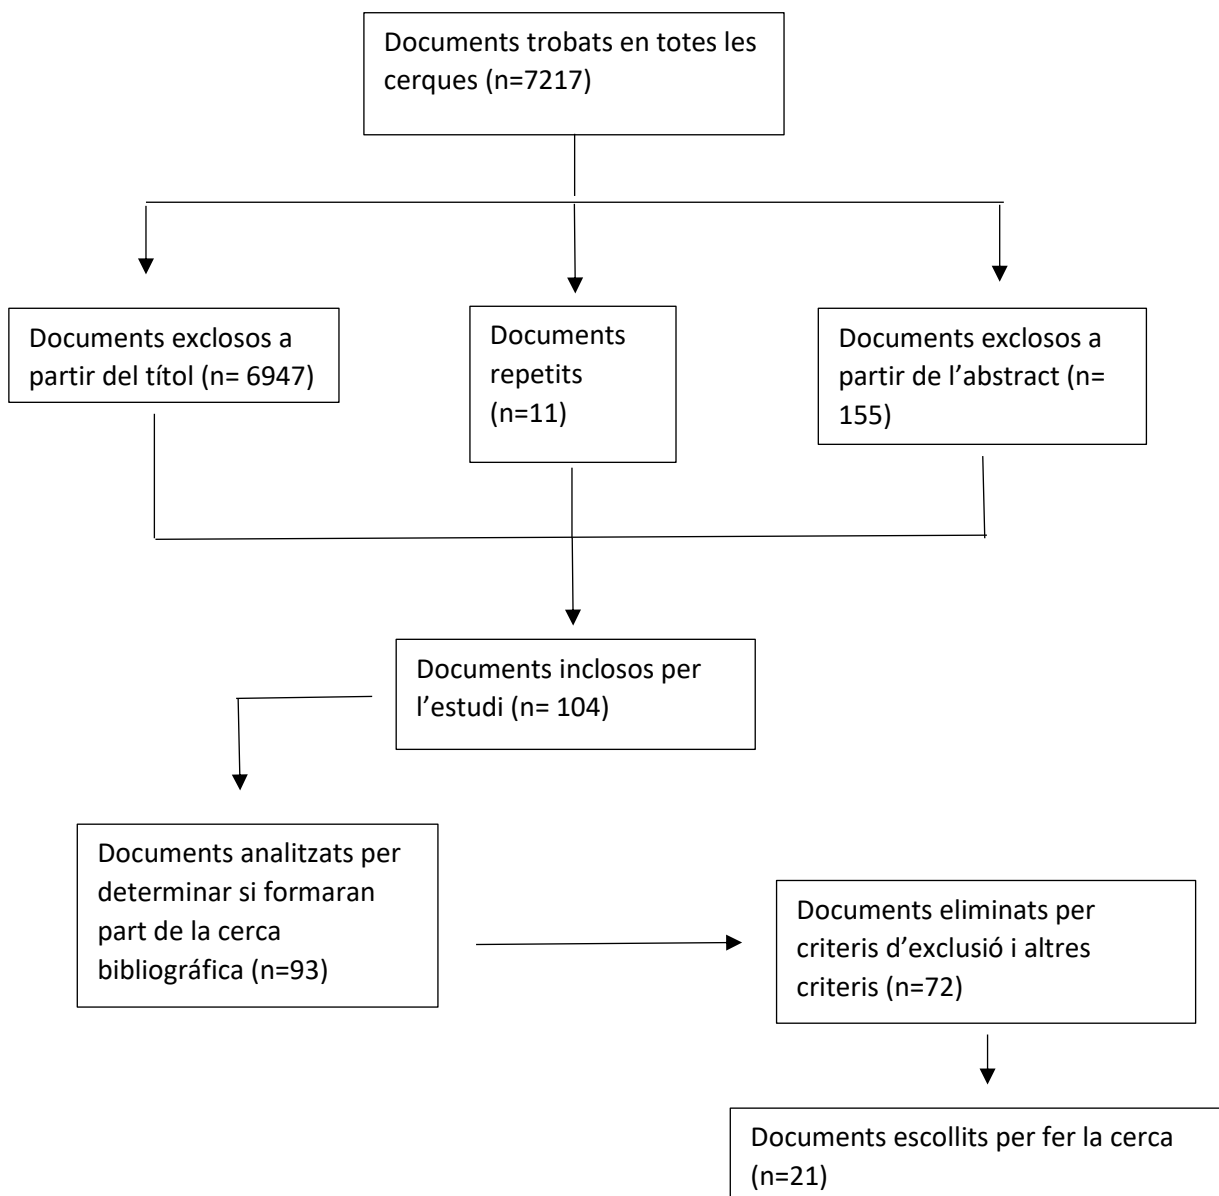 Documents trobats en totes les
cerques (n=7217)
Documents exclosos a
partir del títol (n= 6947)
Documents
repetits
(n=11)
Documents exclosos a
partir de l’abstract (n=
155)
Documents inclosos per
l’estudi (n= 104)
Documents analitzats per
determinar si formaran
part de la cerca
bibliográfica (n=93)
Documents eliminats per
criteris d’exclusió i altres
criteris (n=72)
Documents escollits per fer la cerca
(n=21)